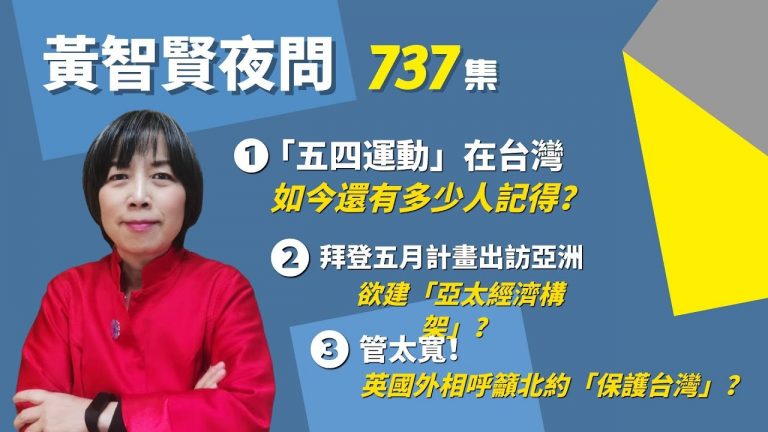 黃智賢夜問 737集
❶「五四運動」在台灣
如今還有多少人記得?
❷ 拜登五月計畫出訪亞洲
欲建「亞太經濟構
架」?
❸ 管太寬!
英國外相呼籲北約「保護台灣」?